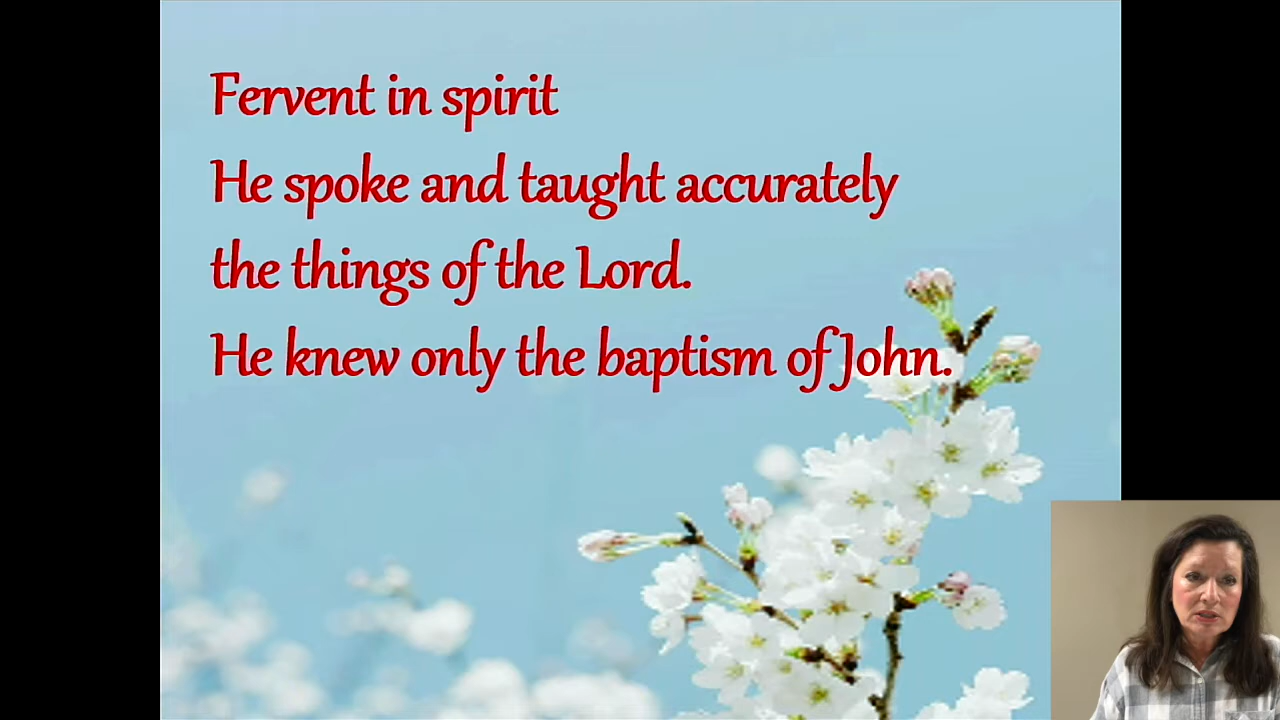 Fervent in spirit
He spoke and taught accurately
the things of the Lord.
He knew only the baptism of John.